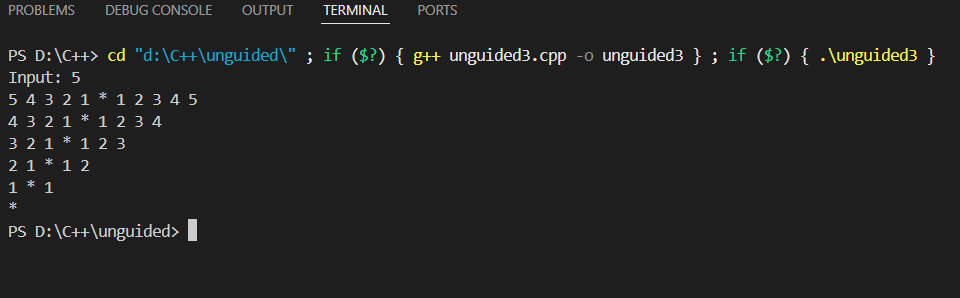 PROBLEMS DEBUG CONSOLE OUTPUT TERMINAL PORTS
PS D:\C++> cd "d:\C++\unguided\" ; if ($?) { g++ unguided3.cpp -o unguided3 } ; if ($?) { .\unguided3 }
Input: 5
5 4 3 2 1 * 1 2 3 4 5
4 3 2 1 * 1 2 3 4
3 2 1 * 1 2 3
2 1 * 1 2
1 * 1
*
PS D:\C++\unguided>